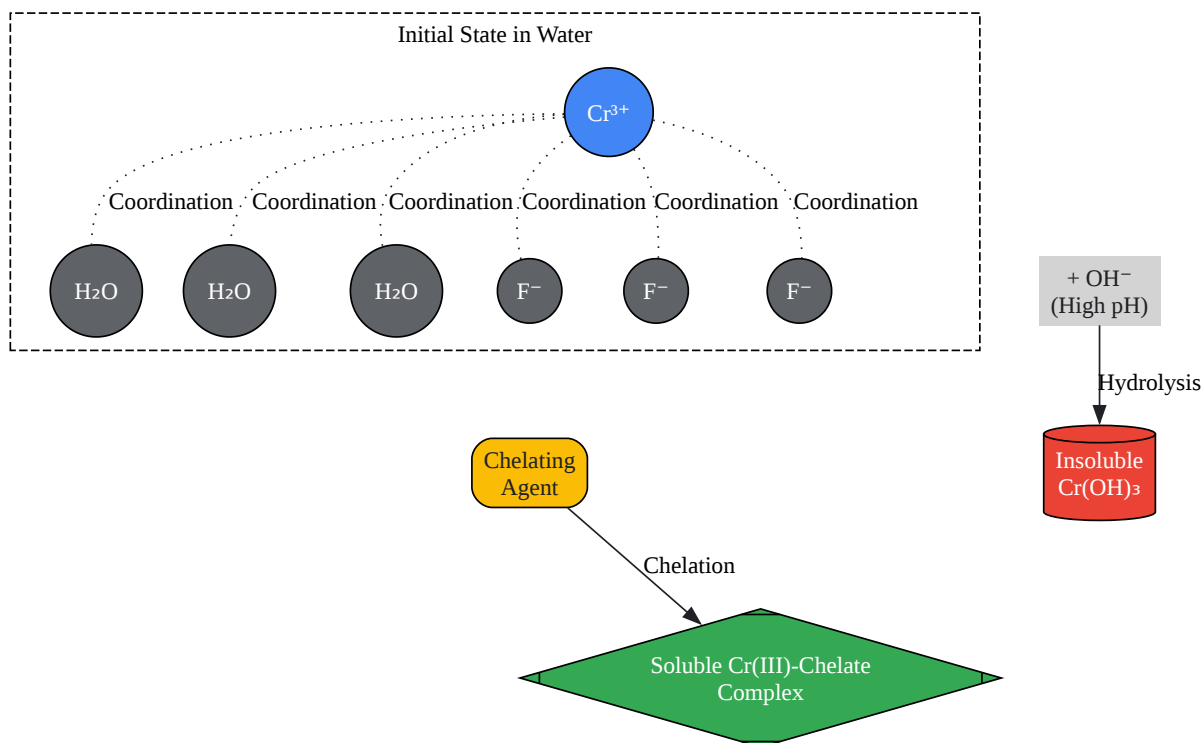 Initial State in Water
Cr³⁺
Coordination
Coordination
Coordination
Coordination
Coordination
Coordination
H₂O
H₂O
H₂O
F⁻
F⁻
F⁻
+ OH⁻
(High pH)
Hydrolysis
Insoluble
Cr(OH)₃
Chelating
Agent
Chelation
Soluble Cr(III)-Chelate
Complex